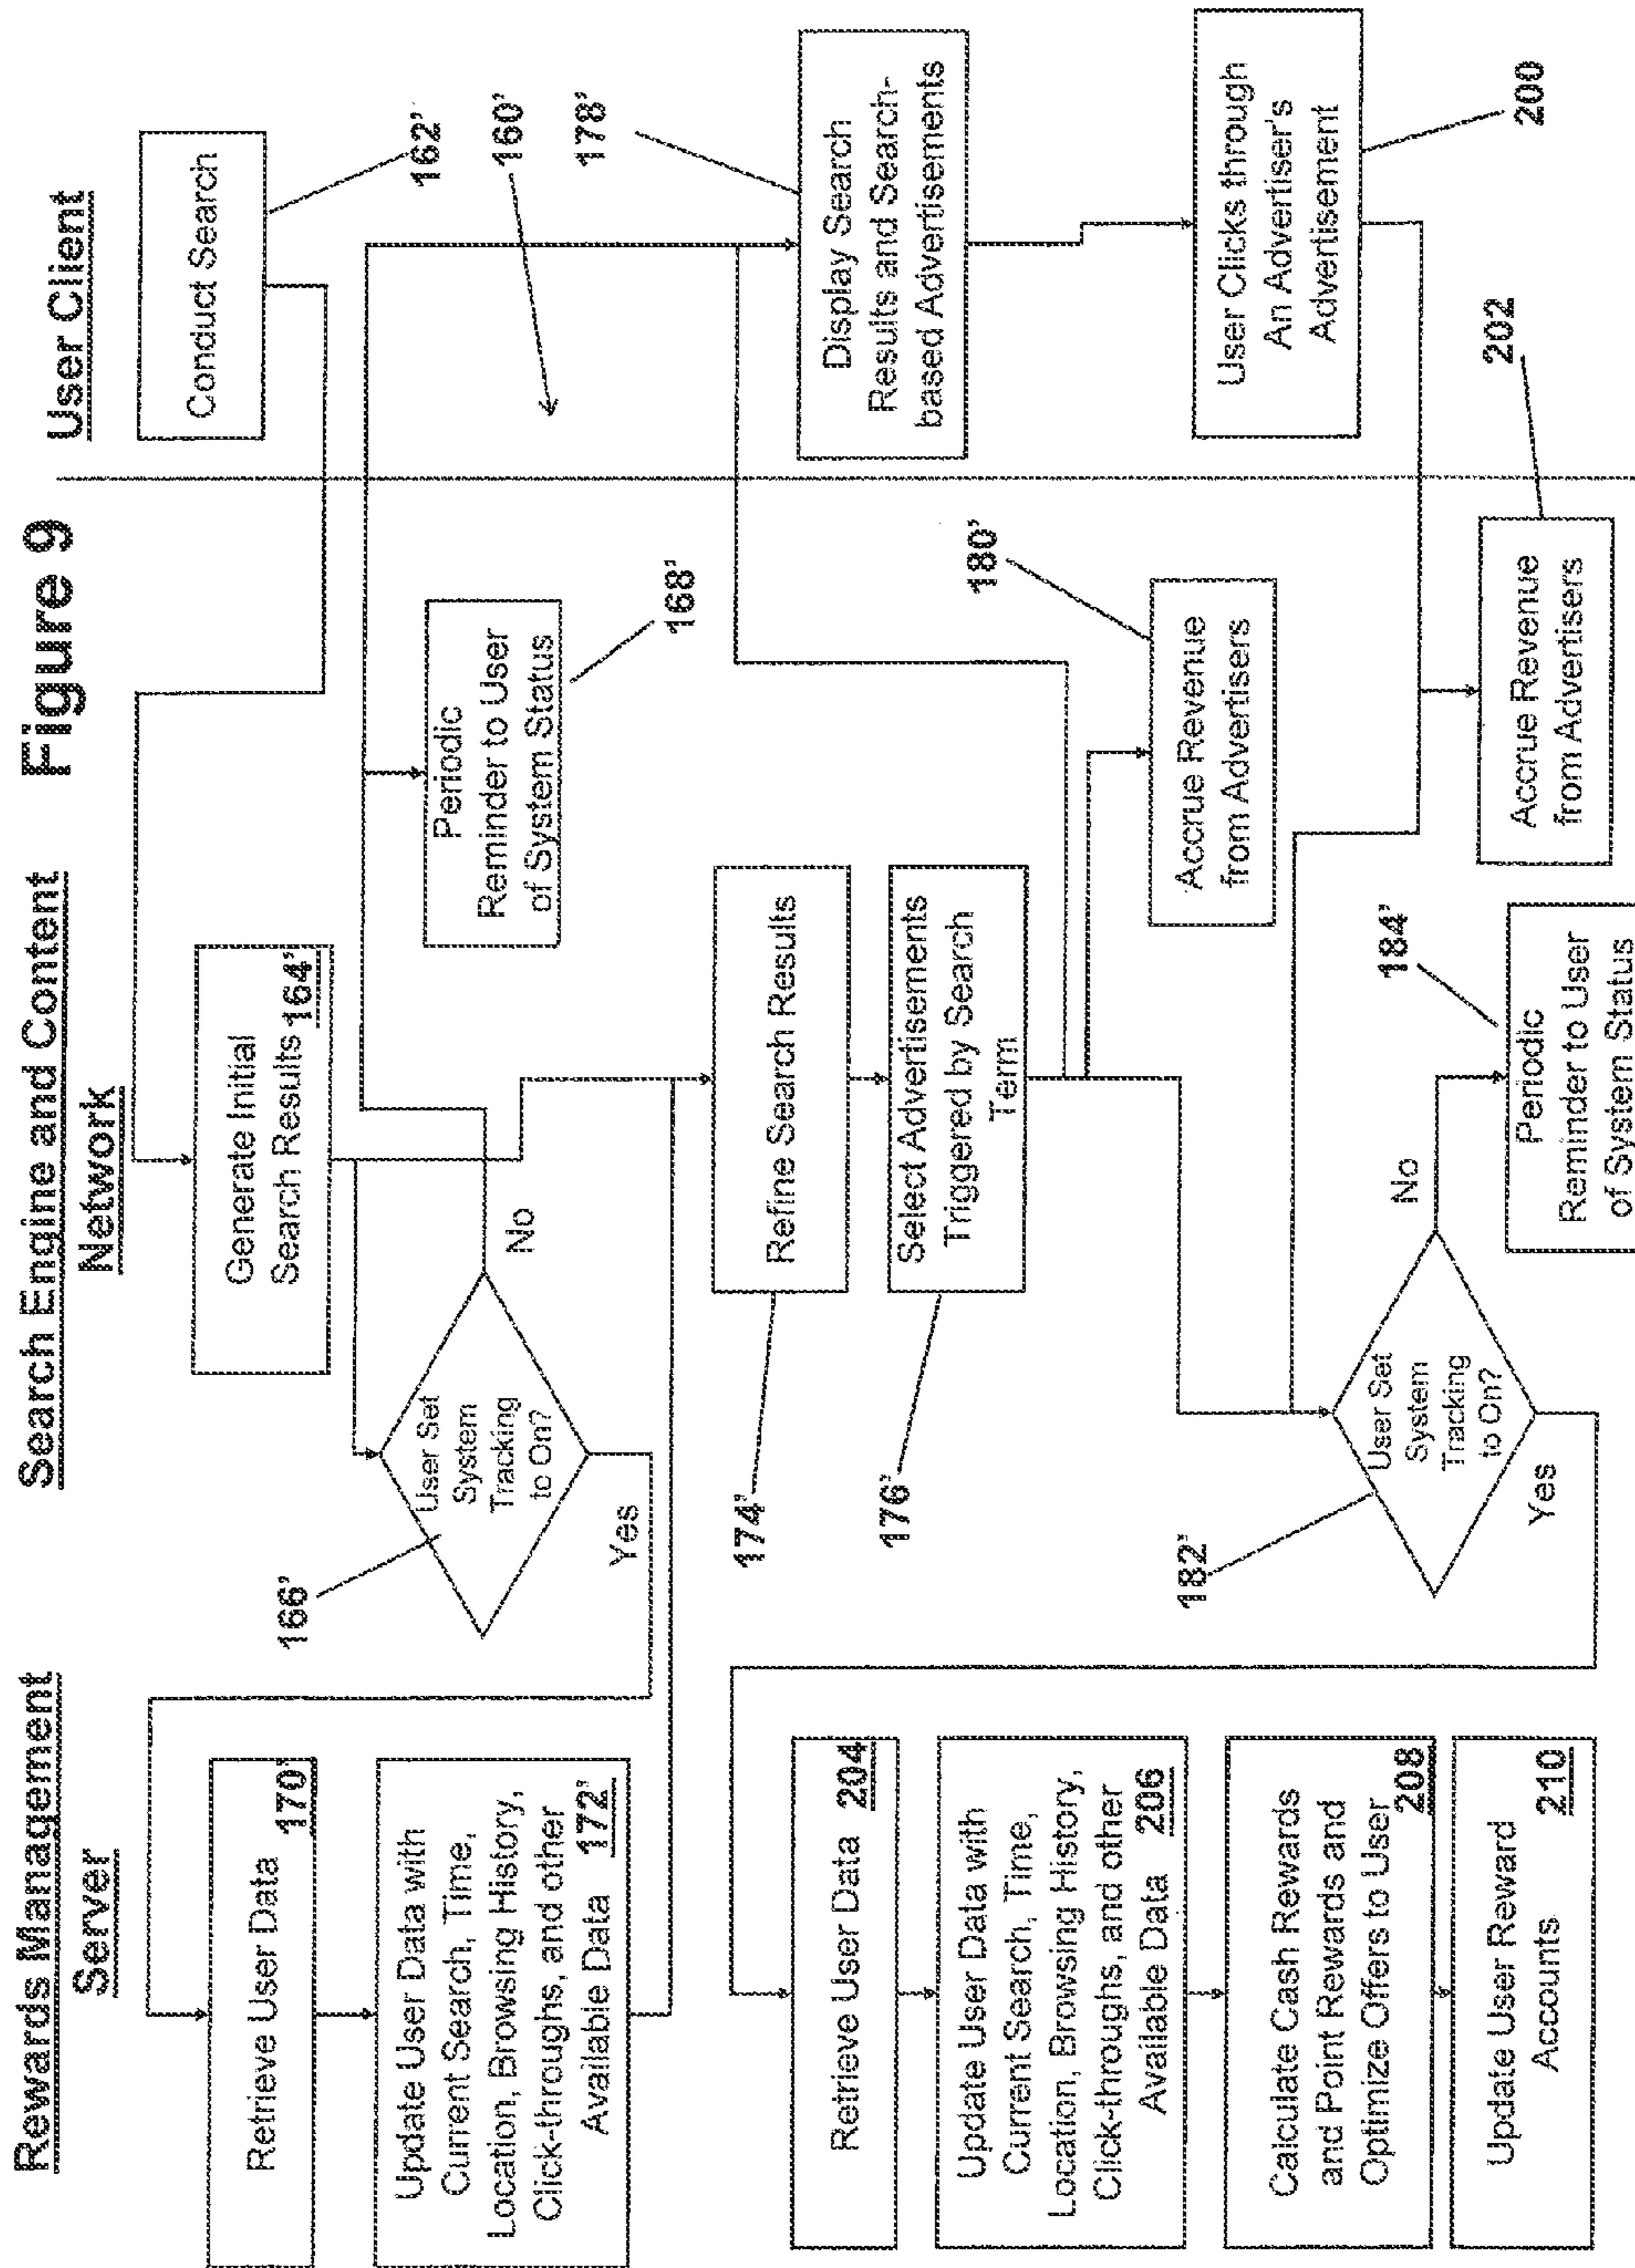 Figure 9
Rewards Management
Server
Search Engine and Content
Network
User Client
Conduct Search
162’
160’
Generate Initial
Search Results 164’
166’
User Set
System
Tracking
to On?
No
Yes
Periodic
Reminder to User
of System Status
168’
Retrieve User Data
170’
Update User Data with
Current Search, Time,
Location, Browsing History,
Click-throughs, and other
Available Data 172’
174’
Refine Search Results
176’
Select Advertisements
Triggered by Search
Term
178’
Display Search
Results and Search-
based Advertisements
180’
Accrue Revenue
from Advertisers
User Clicks through
An Advertiser's
Advertisement
200
202
Accrue Revenue
from Advertisers
182’
User Set
System
Tracking
to On?
No
Yes
184’
Periodic
Reminder to User
of System Status
Retrieve User Data 204
Update User Data with
Current Search, Time,
Location, Browsing History,
Click-throughs, and other
Available Data 206
Calculate Cash Rewards
and Point Rewards and
Optimize Offers to User 208
Update User Reward
Accounts 210